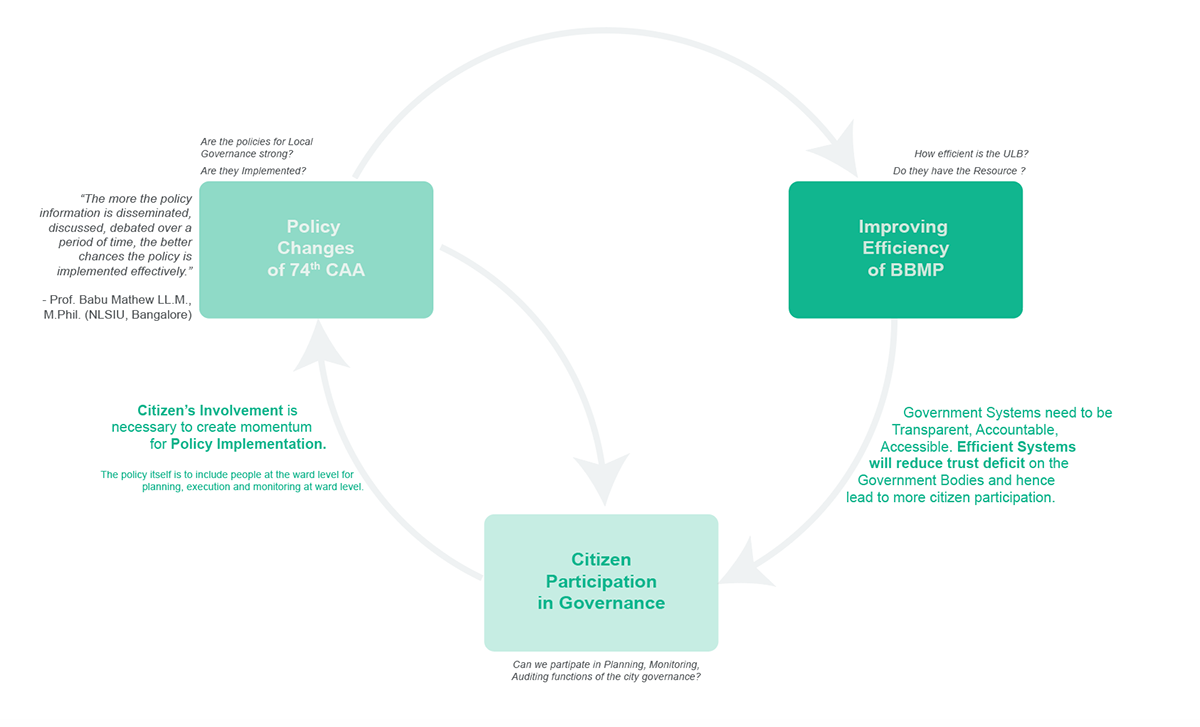 Are the policies for Local
Governance strong?
Are they Implemented?
“The more the policy
information is disseminated,
discussed, debated over a
period of time, the better
chances the policy is
implemented effectively.”
- Prof. Babu Mathew LL.M.,
M.Phil. (NLSIU, Bangalore)
Policy
Changes
of 74th CAA
How efficient is the ULB?
Do they have the Resource ?
Improving
Efficiency
of BBMP
Citizen’s Involvement is
necessary to create momentum
for Policy Implementation.
The policy itself is to include people at the ward level for
planning, execution and monitoring at ward level.
Government Systems need to be
Transparent, Accountable,
Accessible. Efficient Systems
will reduce trust deficit on the
Government Bodies and hence
lead to more citizen participation.
Citizen
Participation
in Governance
Can we partipate in Planning, Monitoring,
Auditing functions of the city governance?